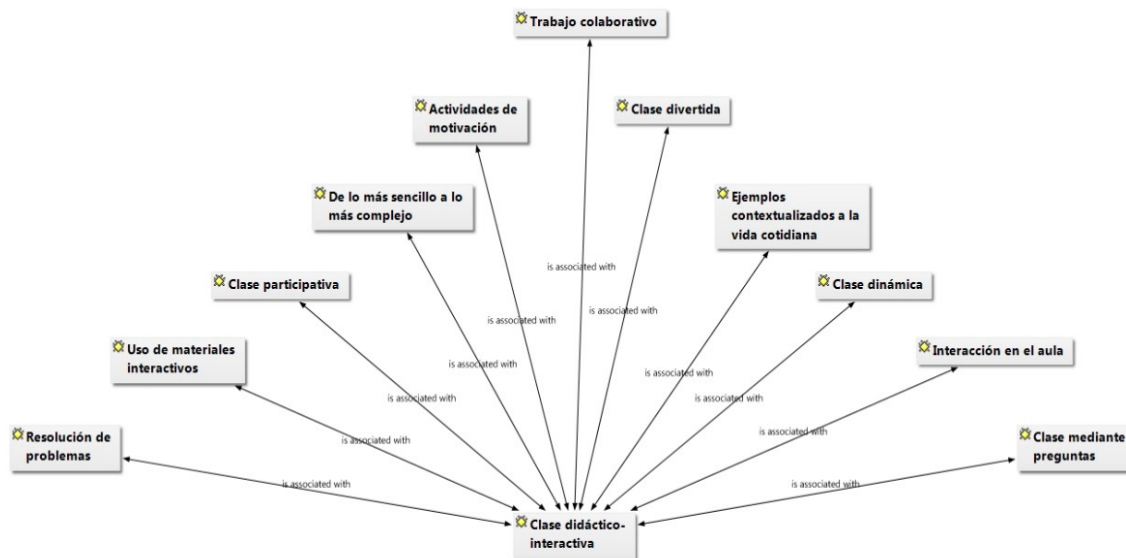 Trabajo colaborativo
Actividades de
motivación
Clase divertida
De lo más sencillo a lo
más complejo
Ejemplos
contextualizados a la
vida cotidiana
is associated with
Clase participativa
Clase dinámica
is associated with
is associated with
Uso de materiales
interactivos
Interacción en el aula
is associated with
is associated with
is associated with
is associated with
Resolución de
problemas
is associated with
is associated with
Clase mediante
preguntas
is associated with
is associated with
Clase didáctico-
interactiva